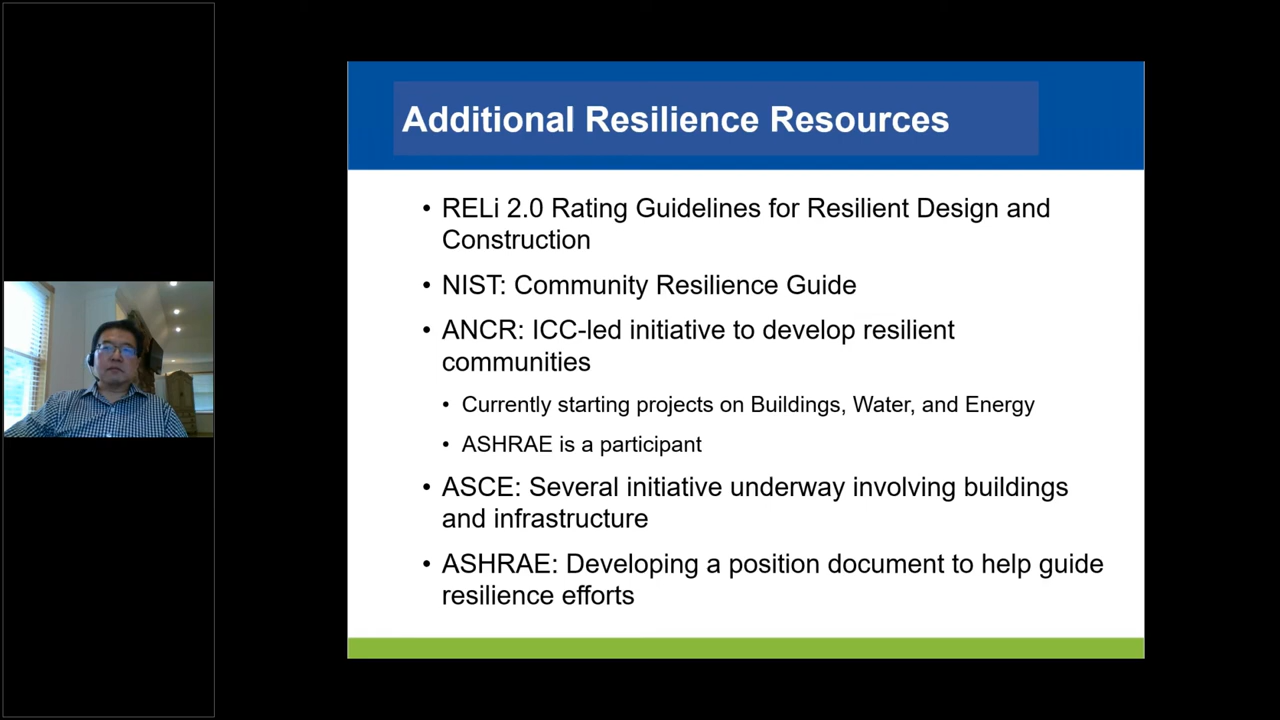 Additional Resilience Resources
• RELi 2.0 Rating Guidelines for Resilient Design and
Construction
• NIST: Community Resilience Guide
• ANCR: ICC-led initiative to develop resilient
communities
• Currently starting projects on Buildings, Water, and Energy
• ASHRAE is a participant
• ASCE: Several initiative underway involving buildings
and infrastructure
• ASHRAE: Developing a position document to help guide
resilience efforts